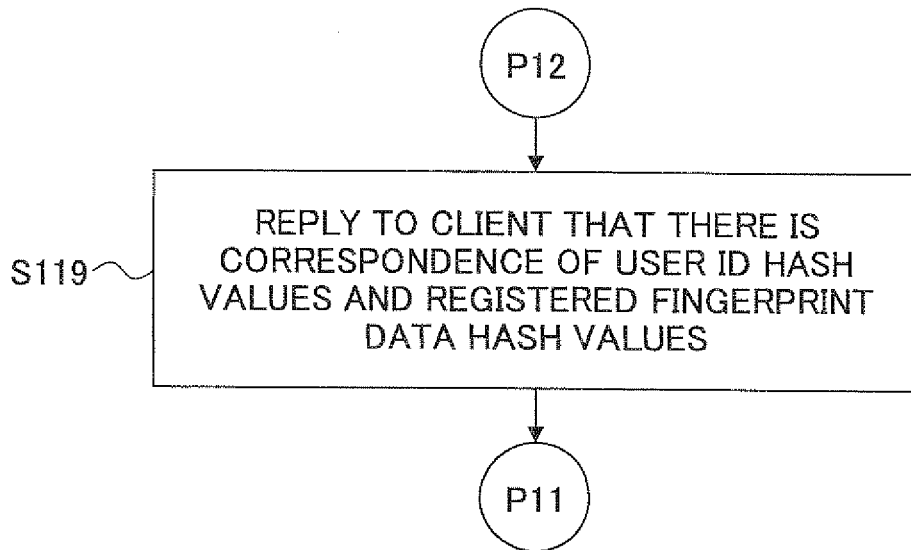 P12
S119
REPLY TO CLIENT THAT THERE IS
CORRESPONDENCE OF USER ID HASH
VALUES AND REGISTERED FINGERPRINT
DATA HASH VALUES
P11